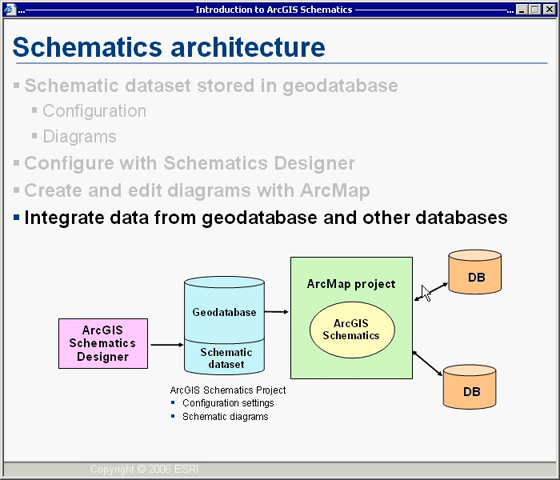 Introduction to ArcGIS Schematics
Schematics architecture
Schematic dataset stored in geodatabase
Configuration
Diagrams
Configure with Schematics Designer
Create and edit diagrams with ArcMap
Integrate data from geodatabase and other databases
ArcGIS
Schematics
Designer
Geodatabase
Schematic
dataset
ArcGIS Schematics Project
Configuration settings
Schematic diagrams
ArcMap project
ArcGIS
Schematics
DB
DB
Copyright © 2006 ESRI